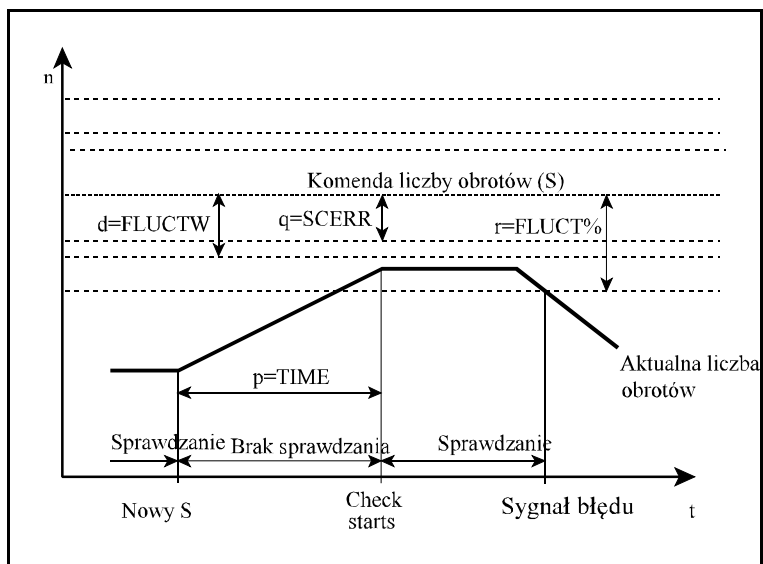 n
Komenda liczby obrotów (S)
d=FLUCTW
q=SCERR
r=FLUCT%
Aktualna liczba
obrotów
p=TIME
Sprawdzanie
Brak sprawdzania
Sprawdzanie
Nowy S
Check
starts
Sygnał błędu
t